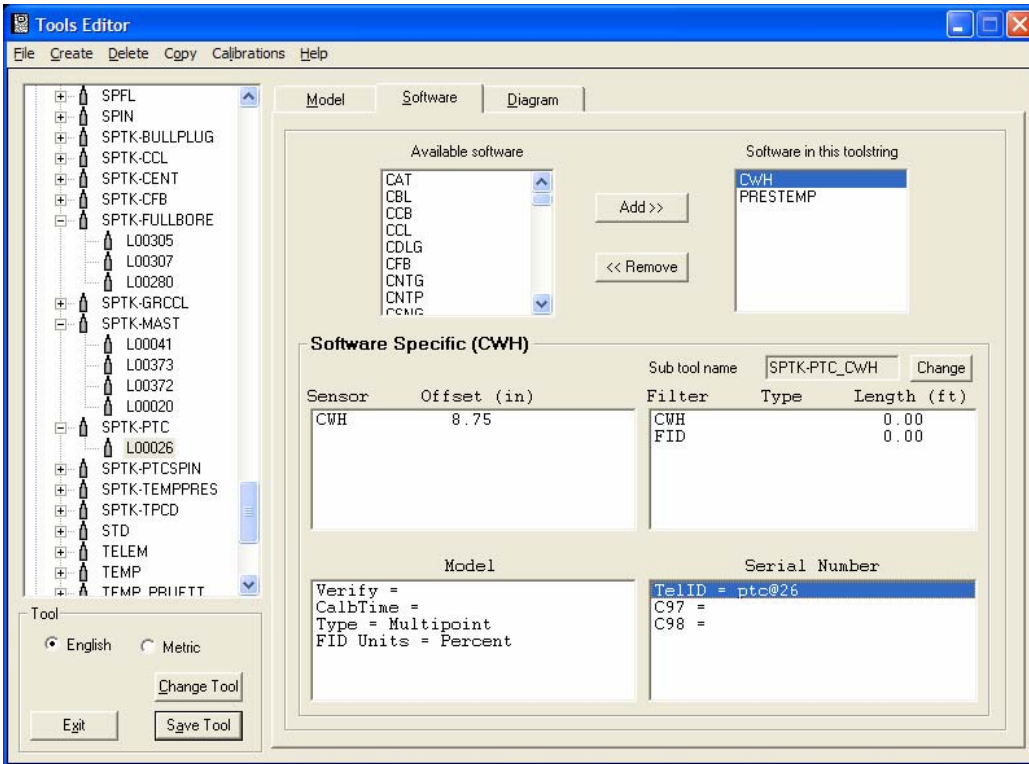 Tools Editor
File Create Delete Copy Calibrations Help
SPFL
SPIN
SPTK-BULLPLUG
SPTK-CCL
SPTK-CENT
SPTK-CFB
SPTK-FULLBORE
L00305
L00307
L00280
SPTK-GRCCL
SPTK-MAST
L00041
L00373
L00372
L00020
SPTK-PTC
L00026
SPTK-PTCSPIN
SPTK-TEMPPRES
SPTK-TPCD
STD
TELEM
TEMP
TEMP_PRUETT
Tool
English Metric
Change Tool
Exit Save Tool
Model Software Diagram
Available software
CAT
CBL
CCB
CCL
CDLG
CFB
CNTG
CNTP
CSNG
Add >>
<< Remove
Software in this toolstring
CWH
PRESTEMP
Software Specific (CWH)
Sub tool name SPTK-PTC_CWH Change
Sensor Offset (in)
CWH 8.75
Filter Type Length (ft)
CWH 0.00
FID 0.00
Model
Verify =
CalbTime =
Type = Multipoint
FID Units = Percent
Serial Number
TelID = ptc@26
C97 =
C98 =